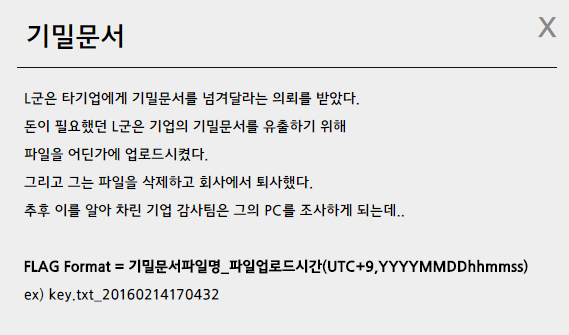 기밀문서
X
L군은 타기업에게 기밀문서를 넘겨달라는 의뢰를 받았다.
돈이 필요했던 L군은 기업의 기밀문서를 유출하기 위해
파일을 어딘가에 업로드시켰다.
그리고 그는 파일을 삭제하고 회사에서 퇴사했다.
추후 이를 알아 차린 기업 감사팀은 그의 PC를 조사하게 되는데..
FLAG Format = 기밀문서파일명_파일업로드시간(UTC+9,YYYYMMDDhhmmss)
ex) key.txt_20160214170432